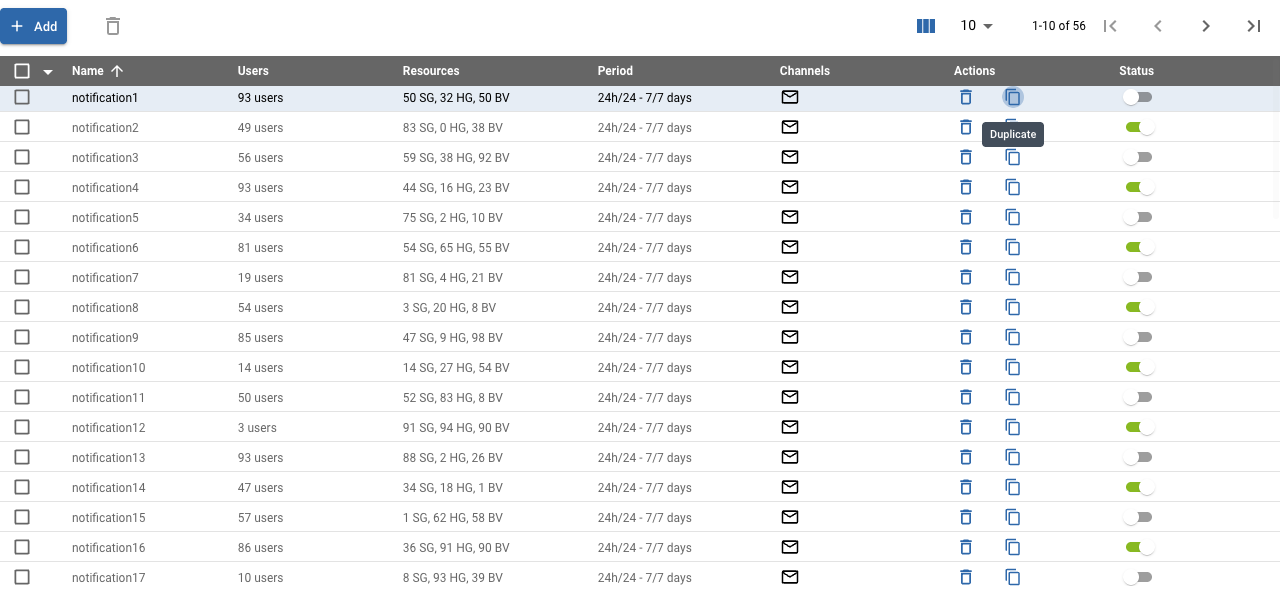 Add 10 1-10 of 56
Name Users Resources Period Channels Actions Status
notification1 93 users 50 SG, 32 HG, 50 BV 24h/24 - 7/7 days
notification2 49 users 83 SG, 0 HG, 38 BV 24h/24 - 7/7 days
Duplicate
notification3 56 users 59 SG, 38 HG, 92 BV 24h/24 - 7/7 days
notification4 93 users 44 SG, 16 HG, 23 BV 24h/24 - 7/7 days
notification5 34 users 75 SG, 2 HG, 10 BV 24h/24 - 7/7 days
notification6 81 users 54 SG, 65 HG, 55 BV 24h/24 - 7/7 days
notification7 19 users 81 SG, 4 HG, 21 BV 24h/24 - 7/7 days
notification8 54 users 3 SG, 20 HG, 8 BV 24h/24 - 7/7 days
notification9 85 users 47 SG, 9 HG, 98 BV 24h/24 - 7/7 days
notification10 14 users 14 SG, 27 HG, 54 BV 24h/24 - 7/7 days
notification11 50 users 52 SG, 83 HG, 8 BV 24h/24 - 7/7 days
notification12 3 users 91 SG, 94 HG, 90 BV 24h/24 - 7/7 days
notification13 93 users 88 SG, 2 HG, 26 BV 24h/24 - 7/7 days
notification14 47 users 34 SG, 18 HG, 1 BV 24h/24 - 7/7 days
notification15 57 users 1 SG, 62 HG, 58 BV 24h/24 - 7/7 days
notification16 86 users 36 SG, 91 HG, 90 BV 24h/24 - 7/7 days
notification17 10 users 8 SG, 93 HG, 39 BV 24h/24 - 7/7 days